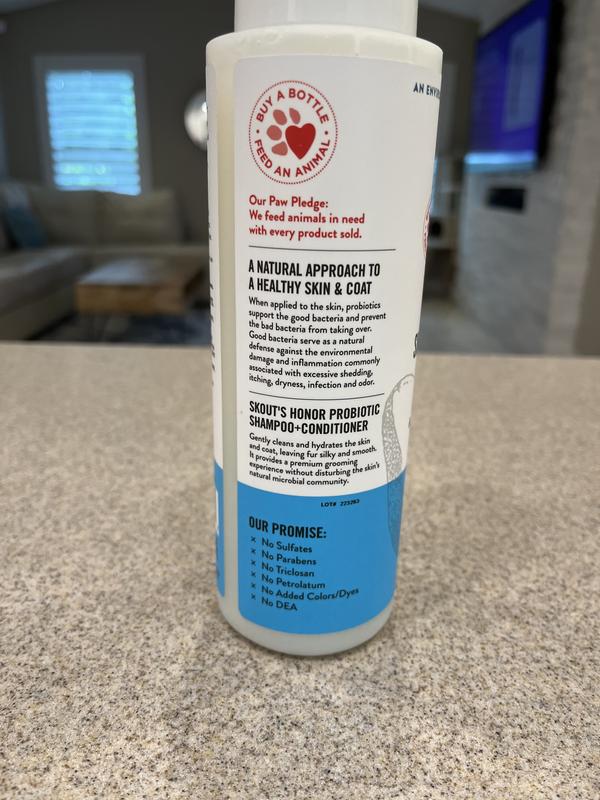 BUY A BOTTLE
FEED AN ANIMAL
AN
Our Paw Pledge:
We feed animals in need
with every product sold.
A NATURAL APPROACH TO
A HEALTHY SKIN & COAT
When applied to the skin, probiotics
support the good bacteria and prevent
the bad bacteria from taking over.
Good bacteria serve as a natural
defense against the environmental
damage and inflammation commonly
associated with excessive shedding,
itching, dryness, infection and odor.
SKOUT'S HONOR PROBIOTIC
SHAMPOO+CONDITIONER
Gently cleans and hydrates the skin
and coat, leaving fur silky and smooth.
It provides a premium grooming
experience without disturbing the skin's
natural microbial community.
LOT# 223263
OUR PROMISE:
× No Sulfates
× No Parabens
× No Triclosan
× No Petrolatum
× No Added Colors/Dyes
× No DEA